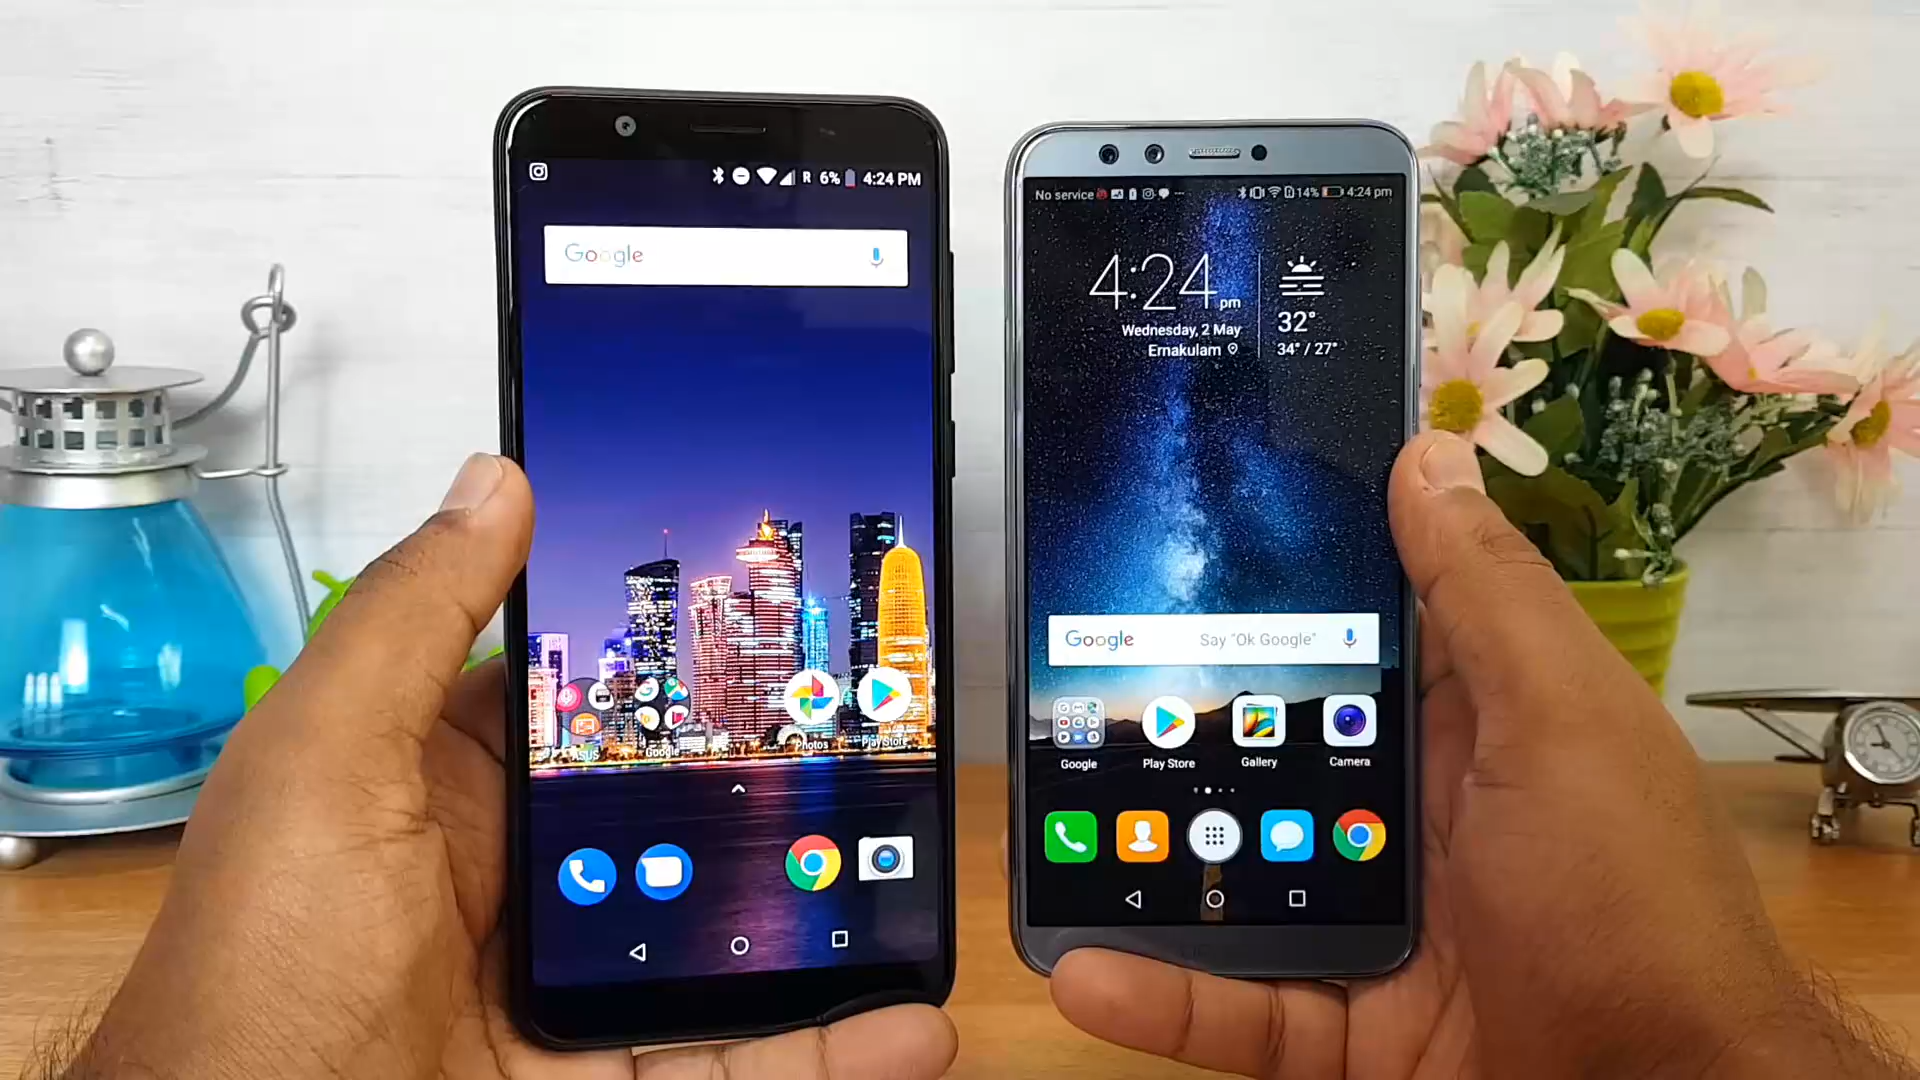 R 6% 4:24 PM
Google
ASUS
Google
Photos
Play Store
No service 14% 4:24 pm
4:24 pm
Wednesday, 2 May
Ernakulam
32°
34° / 27°
Google Say "Ok Google"
Google
Play Store
Gallery
Camera